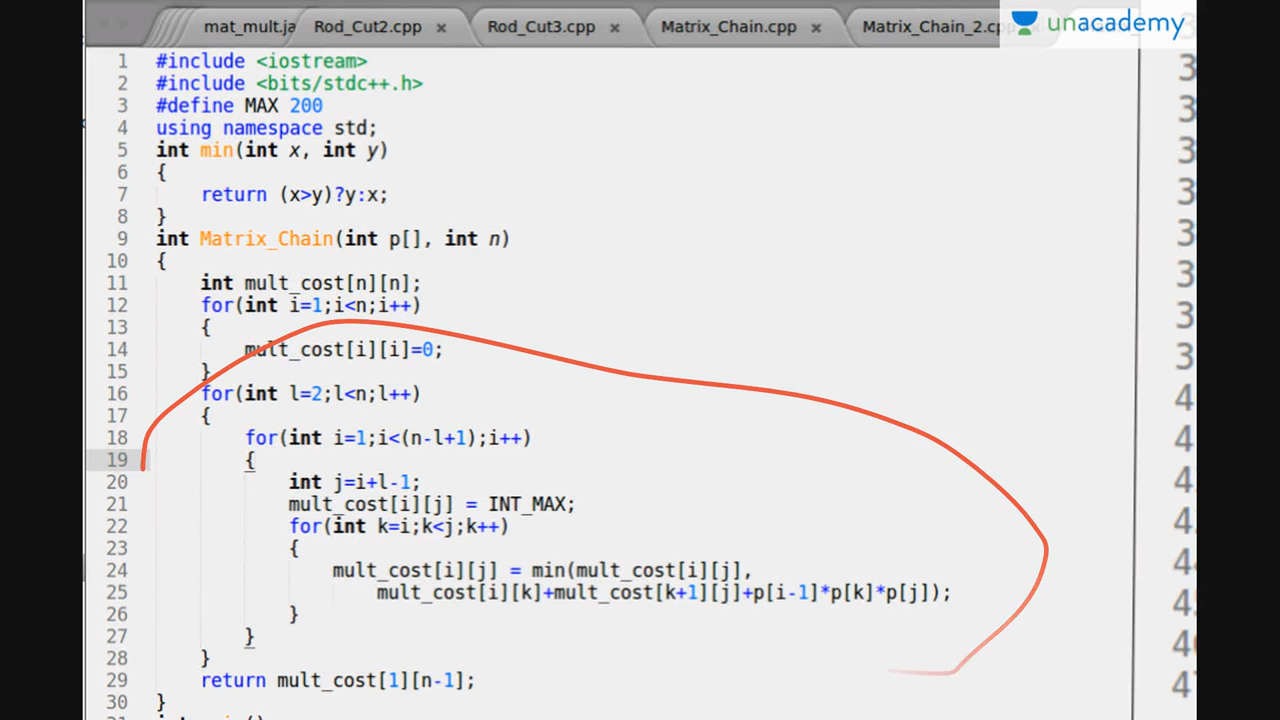 mat_mult.ja Rod_Cut2.cpp × Rod_Cut3.cpp × Matrix_Chain.cpp × Matrix_Chain_2.cpp
unacademy
1 #include <iostream>
2 #include <bits/stdc++.h>
3 #define MAX 200
4 using namespace std;
5 int min(int x, int y)
6 {
7 return (x>y)?y:x;
8 }
9 int Matrix_Chain(int p[], int n)
10 {
11 int mult_cost[n][n];
12 for(int i=1;i<n;i++)
13 {
14 mult_cost[i][i]=0;
15 }
16 for(int l=2;l<n;l++)
17 {
18 for(int i=1;i<(n-l+1);i++)
19 {
20 int j=i+l-1;
21 mult_cost[i][j] = INT_MAX;
22 for(int k=i;k<j;k++)
23 {
24 mult_cost[i][j] = min(mult_cost[i][j],
25 mult_cost[i][k]+mult_cost[k+1][j]+p[i-1]*p[k]*p[j]);
26 }
27 }
28 }
29 return mult_cost[1][n-1];
30 }